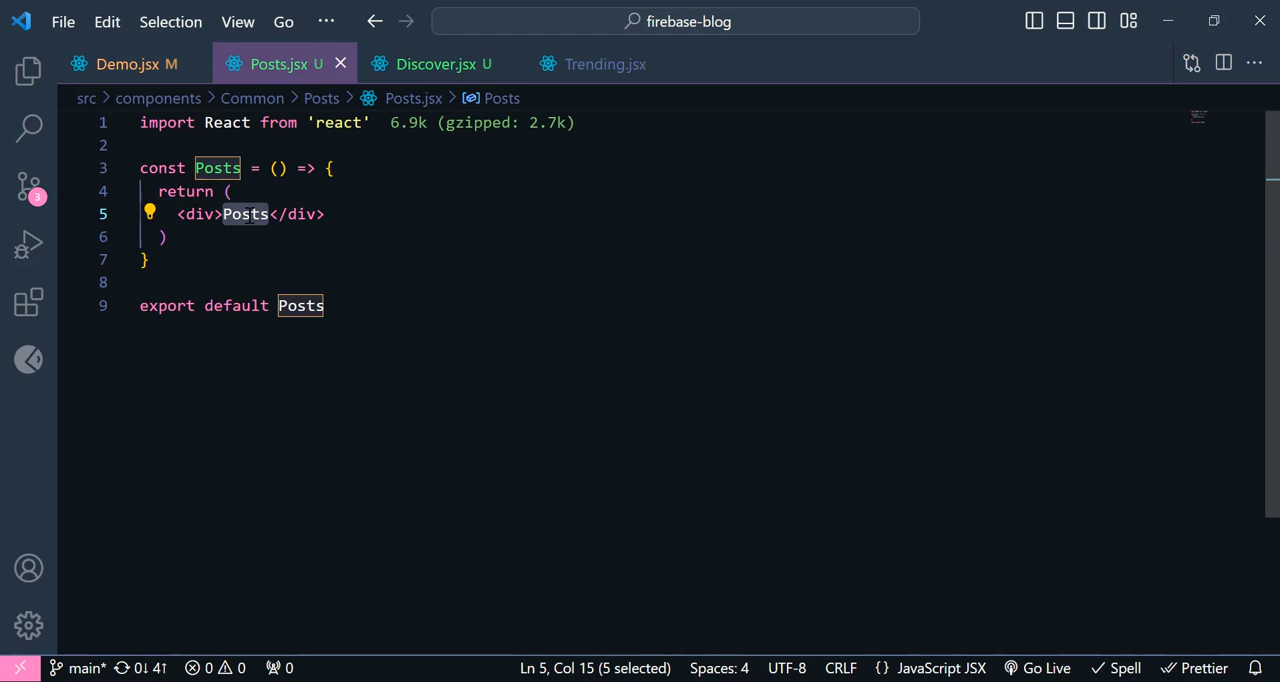 File Edit Selection View Go ··· firebase-blog
Demo.jsx M Posts.jsx U Discover.jsx U Trending.jsx
src > components > Common > Posts > Posts.jsx > Posts
1 import React from 'react' 6.9k (gzipped: 2.7k)
2
3 const Posts = () => {
4 return (
5 <div>Posts</div>
6 )
7 }
8
9 export default Posts
3
main* 0↓ 4↑ 0 0 0 Ln 5, Col 15 (5 selected) Spaces: 4 UTF-8 CRLF {} JavaScript JSX Go Live Spell Prettier